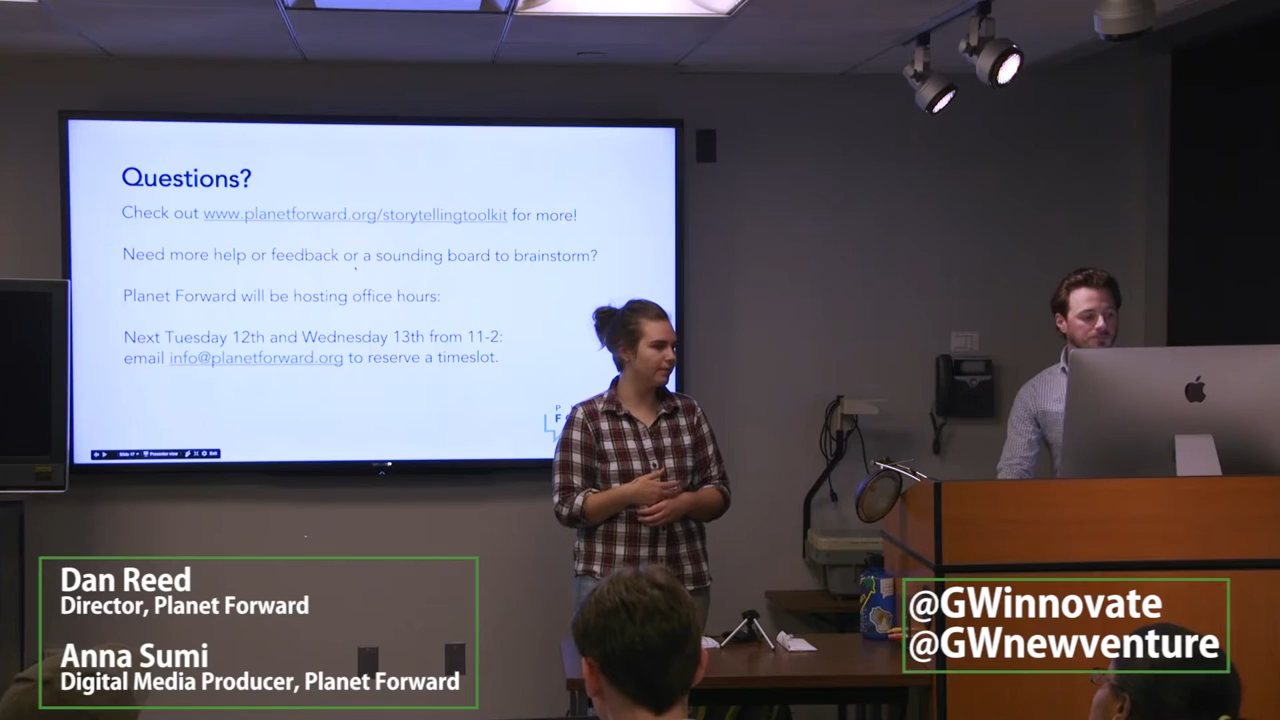 Questions?
Check out www.planetforward.org/storytellingtoolkit for more!
Need more help or feedback or a sounding board to brainstorm?
Planet Forward will be hosting office hours:
Next Tuesday 12th and Wednesday 13th from 11-2:
email info@planetforward.org to reserve a timeslot.
Dan Reed
Director, Planet Forward
Anna Sumi
Digital Media Producer, Planet Forward
@GWinnovate
@GWnewventure